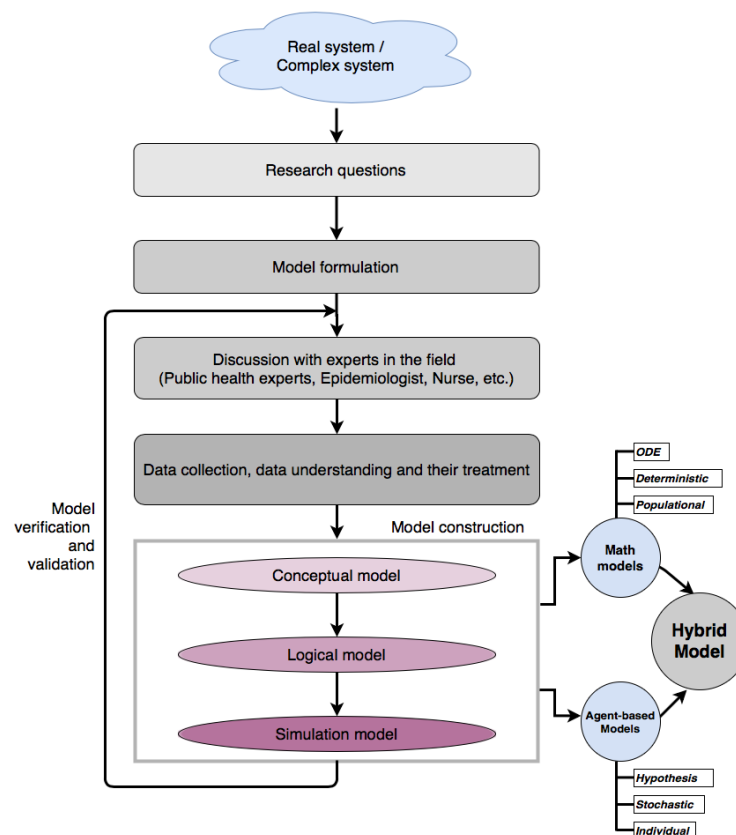 Real system /
Complex system
Research questions
Model formulation
Discussion with experts in the field
(Public health experts, Epidemiologist, Nurse, etc.)
Data collection, data understanding and their treatment
Model
verification
and
validation
Model construction
Conceptual model
Logical model
Simulation model
ODE
Deterministic
Populational
Math
models
Hybrid
Model
Agent-based
Models
Hypothesis
Stochastic
Individual